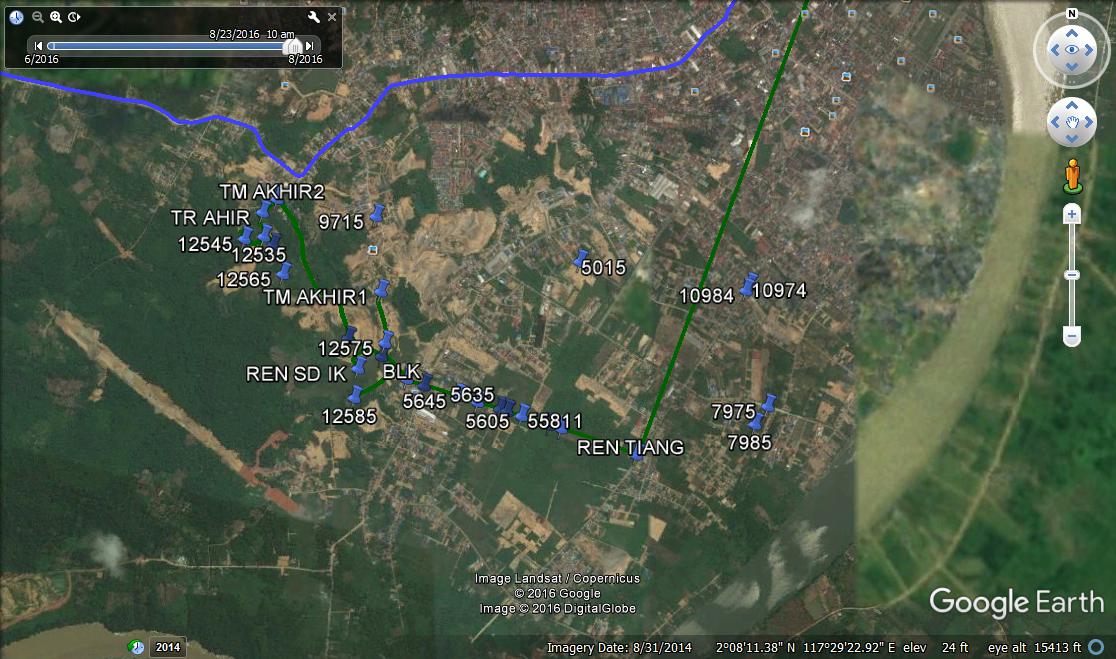 8/23/2016 10 am
6/2016
8/2016
N
TM AKHIR2
TR AHIR
9715
12545
12535
12565
5015
TM AKHIR1
10984
10974
12575
REN SD IK
BLK
5645
5635
12585
5605
55811
7975
7985
REN TIANG
Image Landsat / Copernicus
© 2016 Google
Image © 2016 DigitalGlobe
Google Earth
2014
Imagery Date: 8/31/2014 2°08'11.38" N 117°29'22.92" E elev 24 ft eye alt 15413 ft